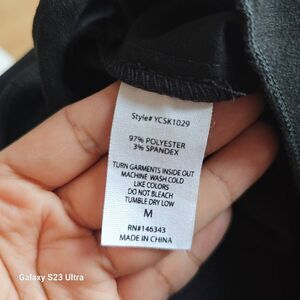 Style# YCSK1029
97% POLYESTER
3% SPANDEX
TURN GARMENTS INSIDE OUT
MACHINE WASH COLD
LIKE COLORS
DO NOT BLEACH
TUMBLE DRY LOW
M
RN#146343
MADE IN CHINA
Galaxy S23 Ultra